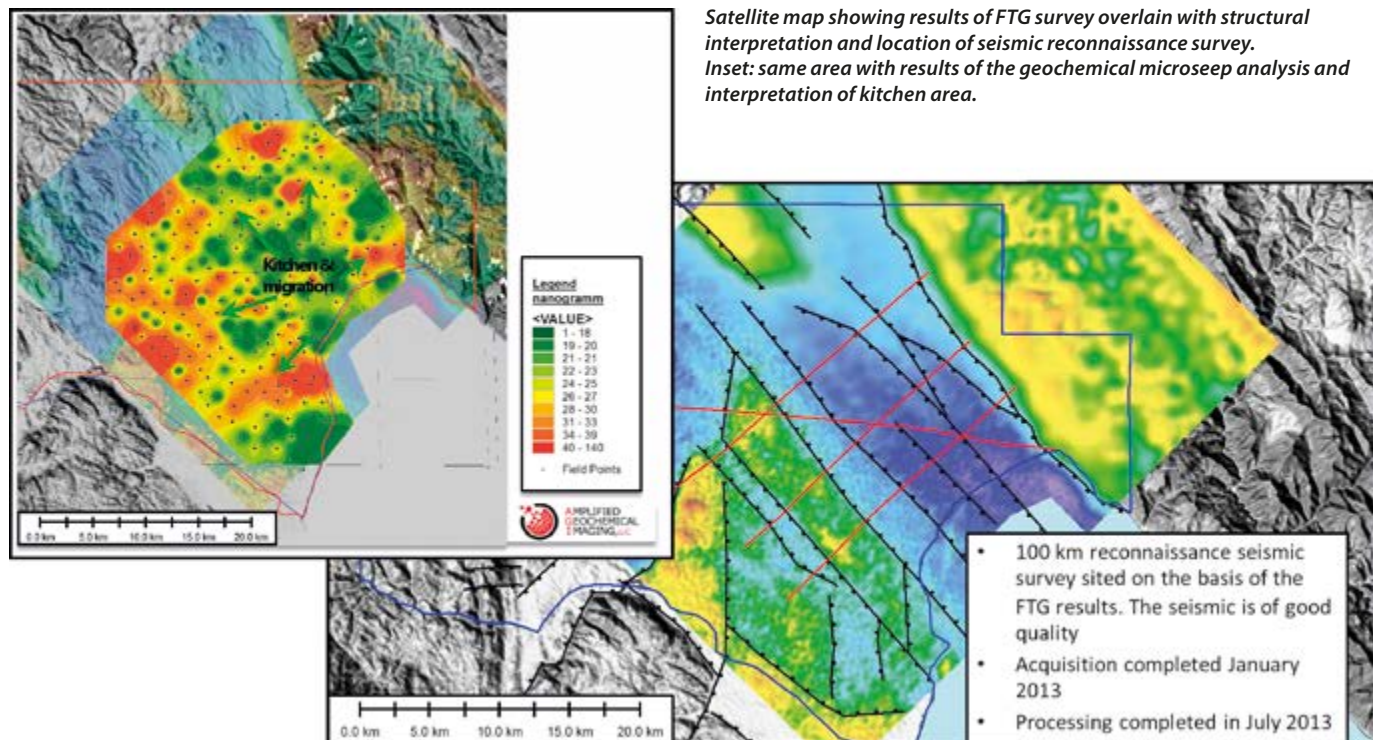 Satellite map showing results of FTG survey overlain with structural
interpretation and location of seismic reconnaissance survey.
Inset: same area with results of the geochemical microseep analysis and
interpretation of kitchen area.
Kitchen &
migration
Legend
nanogramm
<VALUE>
1 - 18
19 - 20
21 - 21
22 - 23
24 - 25
26 - 27
28 - 30
31 - 33
34 - 39
40 - 140
Field Points
AMPLIFIED
GEOCHEMICAL
IMAGING, LLC
0.0 km 5.0 km 10.0 km 15.0 km 20.0 km
• 100 km reconnaissance seismic
survey sited on the basis of the
FTG results. The seismic is of good
quality
• Acquisition completed January
2013
• Processing completed in July 2013
0.0 km 5.0 km 10.0 km 15.0 km 20.0 km